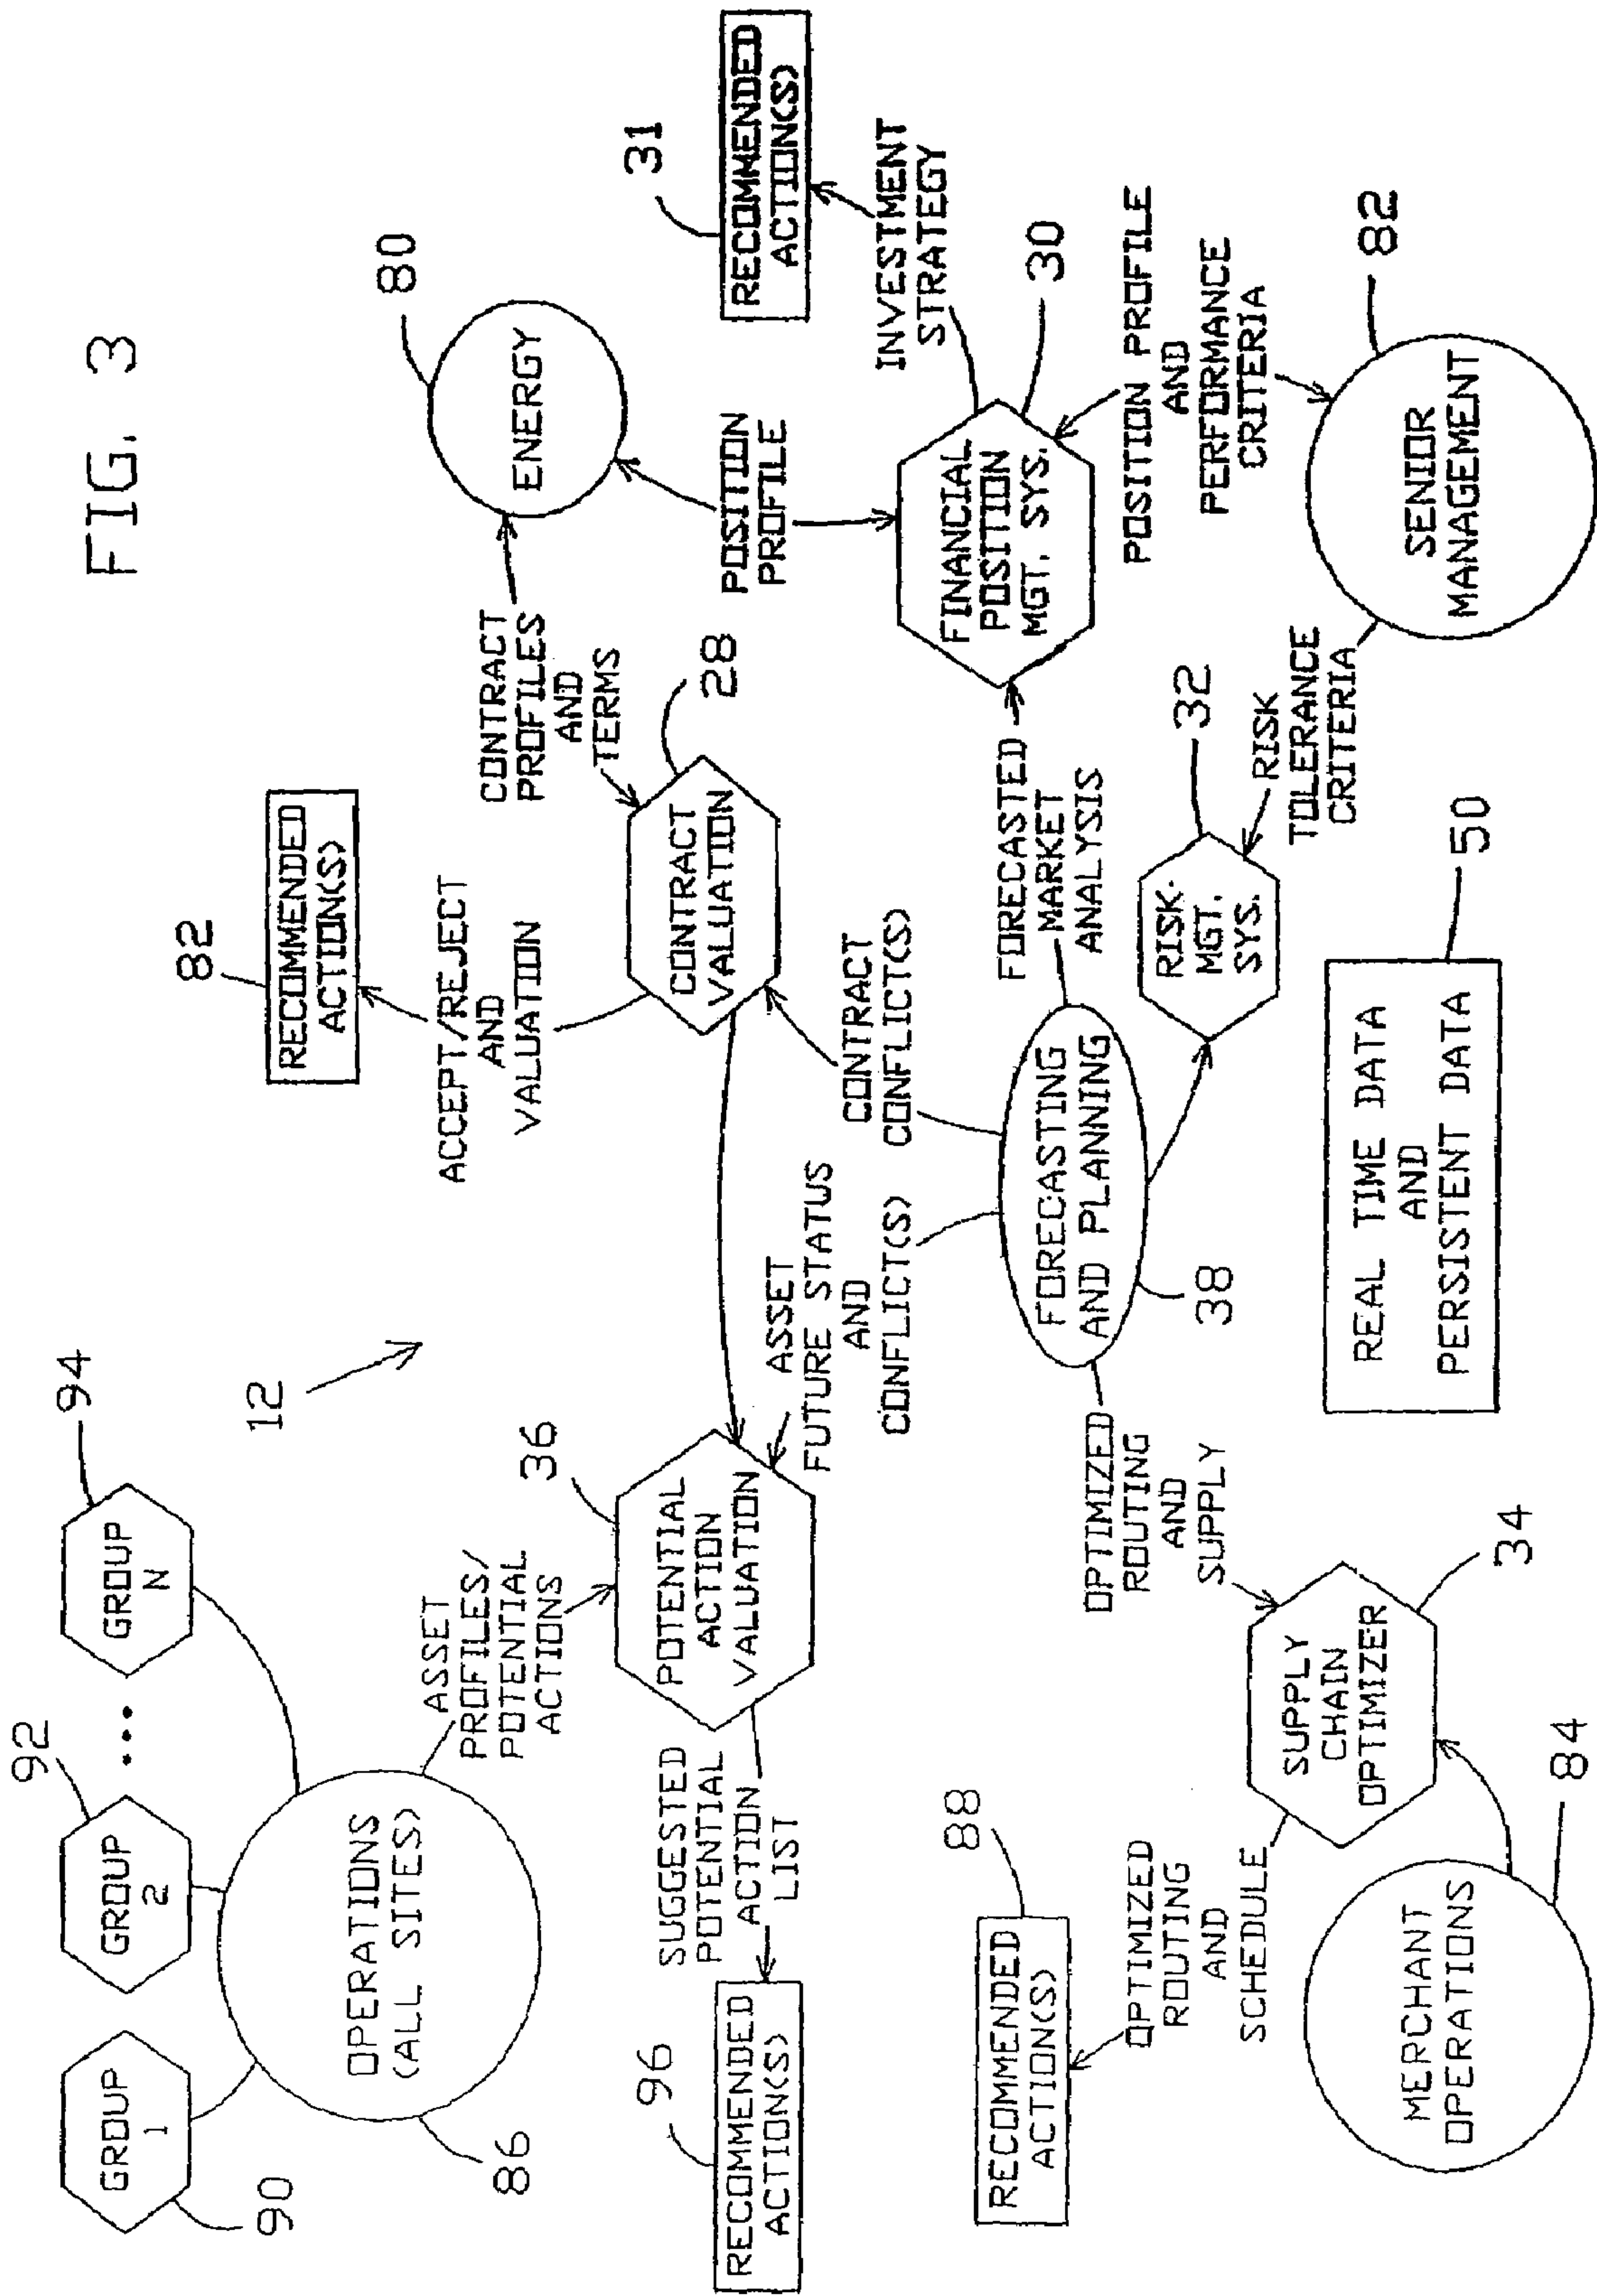 FIG. 3
94
GROUP
N
92
GROUP
2
...
GROUP
1
90
12
OPERATIONS
(ALL SITES)
86
ASSET
PROFILES/
POTENTIAL
ACTIONS
36
POTENTIAL
ACTION
VALUATION
SUGGESTED
POTENTIAL
ACTION
LIST
96
RECOMMENDED
ACTION(S)
82
RECOMMENDED
ACTION(S)
ACCEPT/REJECT
AND
VALUATION
CONTRACT
VALUATION
28
CONTRACT
PROFILES
AND
TERMS
80
ENERGY
POSITION
PROFILE
31
RECOMMENDED
ACTION(S)
INVESTMENT
STRATEGY
30
FINANCIAL
POSITION
MGT. SYS.
POSITION PROFILE
AND
PERFORMANCE
CRITERIA
82
SENIOR
MANAGEMENT
RISK
TOLERANCE
CRITERIA
32
RISK.
MGT.
SYS.
FORECASTED
MARKET
ANALYSIS
CONTRACT
CONFLICT(S)
ASSET
FUTURE STATUS
AND
CONFLICT(S)
FORECASTING
AND PLANNING
38
OPTIMIZED
ROUTING
AND
SUPPLY
34
SUPPLY
CHAIN
OPTIMIZER
88
RECOMMENDED
ACTION(S)
OPTIMIZED
ROUTING
AND
SCHEDULE
MERCHANT
OPERATIONS
84
50
REAL TIME DATA
AND
PERSISTENT DATA